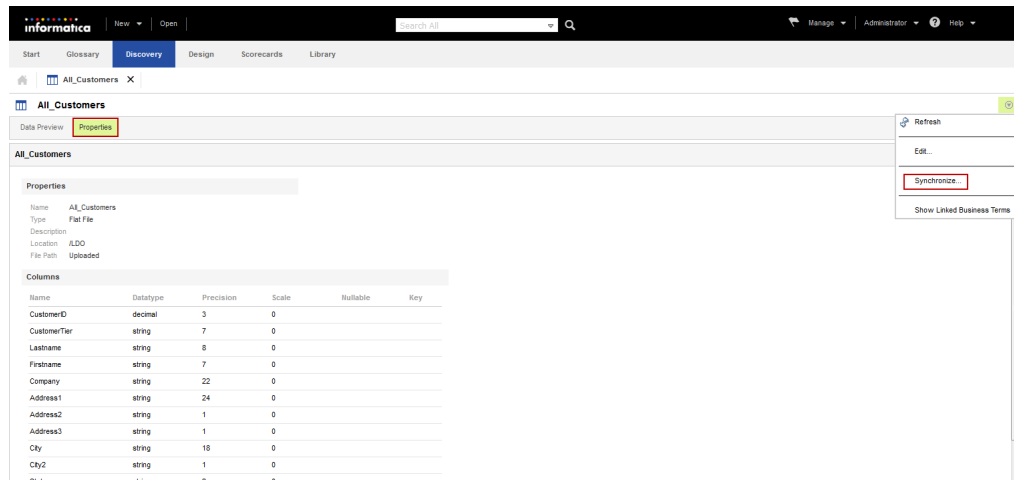 informatica New Open Search All Manage Administrator Help
Start Glossary Discovery Design Scorecards Library
All_Customers
All_Customers
Data Preview Properties
Refresh
Edit...
Synchronize...
Show Linked Business Terms
All_Customers
Properties
Name All_Customers
Type Flat File
Description
Location /LDO
File Path Uploaded
Columns
Name Datatype Precision Scale Nullable Key
CustomerID decimal 3 0
CustomerTier string 7 0
Lastname string 8 0
Firstname string 7 0
Company string 22 0
Address1 string 24 0
Address2 string 1 0
Address3 string 1 0
City string 18 0
City2 string 1 0